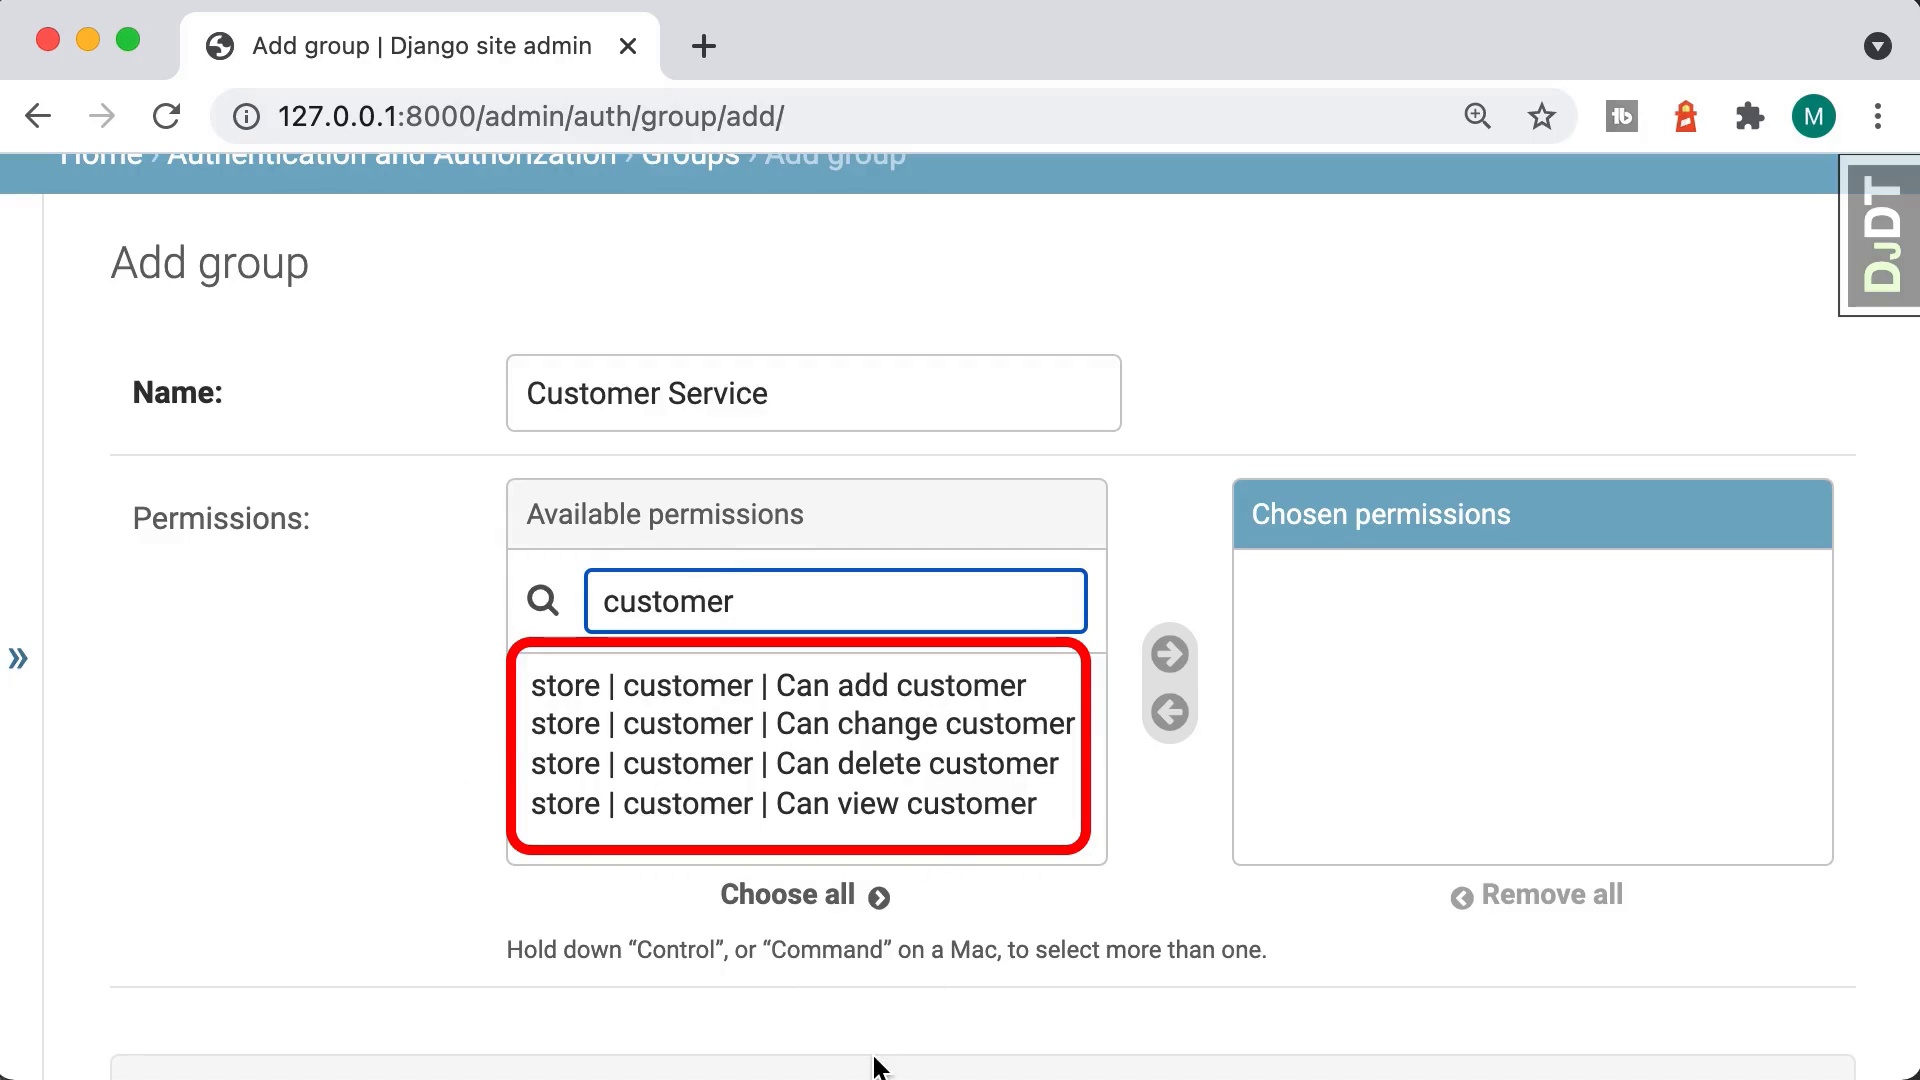 Add group | Django site admin
127.0.0.1:8000/admin/auth/group/add/
M
Home › Authentication and Authorization › Groups › Add group
DJDT
Add group
Name:
Customer Service
Permissions:
Available permissions
customer
store | customer | Can add customer
store | customer | Can change customer
store | customer | Can delete customer
store | customer | Can view customer
Choose all
Chosen permissions
Remove all
Hold down “Control”, or “Command” on a Mac, to select more than one.